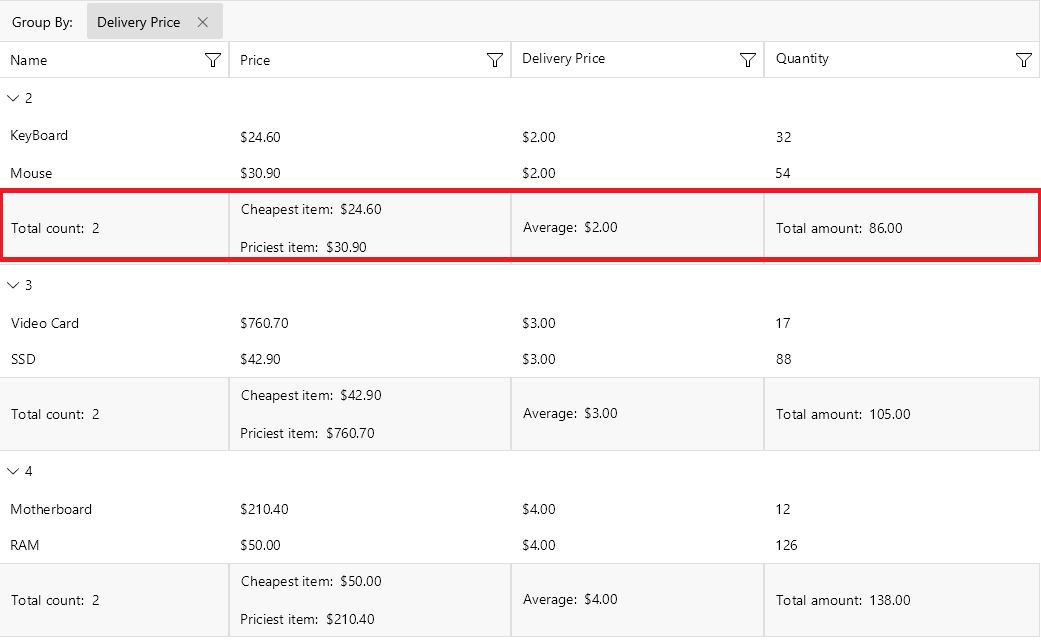 Group By: Delivery Price
Name Price Delivery Price Quantity
2
KeyBoard $24.60 $2.00 32
Mouse $30.90 $2.00 54
Total count: 2 Cheapest item: $24.60 Priciest item: $30.90 Average: $2.00 Total amount: 86.00
3
Video Card $760.70 $3.00 17
SSD $42.90 $3.00 88
Total count: 2 Cheapest item: $42.90 Priciest item: $760.70 Average: $3.00 Total amount: 105.00
4
Motherboard $210.40 $4.00 12
RAM $50.00 $4.00 126
Total count: 2 Cheapest item: $50.00 Priciest item: $210.40 Average: $4.00 Total amount: 138.00